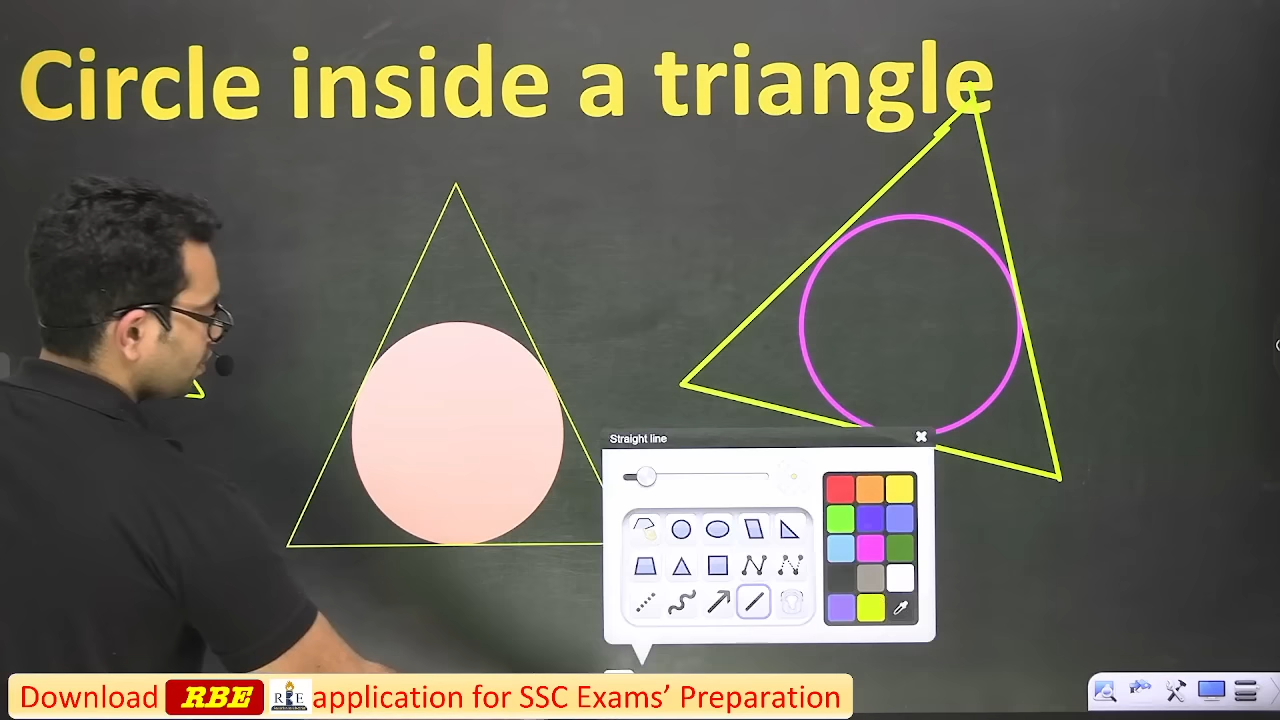 Circle inside a triangle
Straight line
Download RBE R B E application for SSC Exams’ Preparation